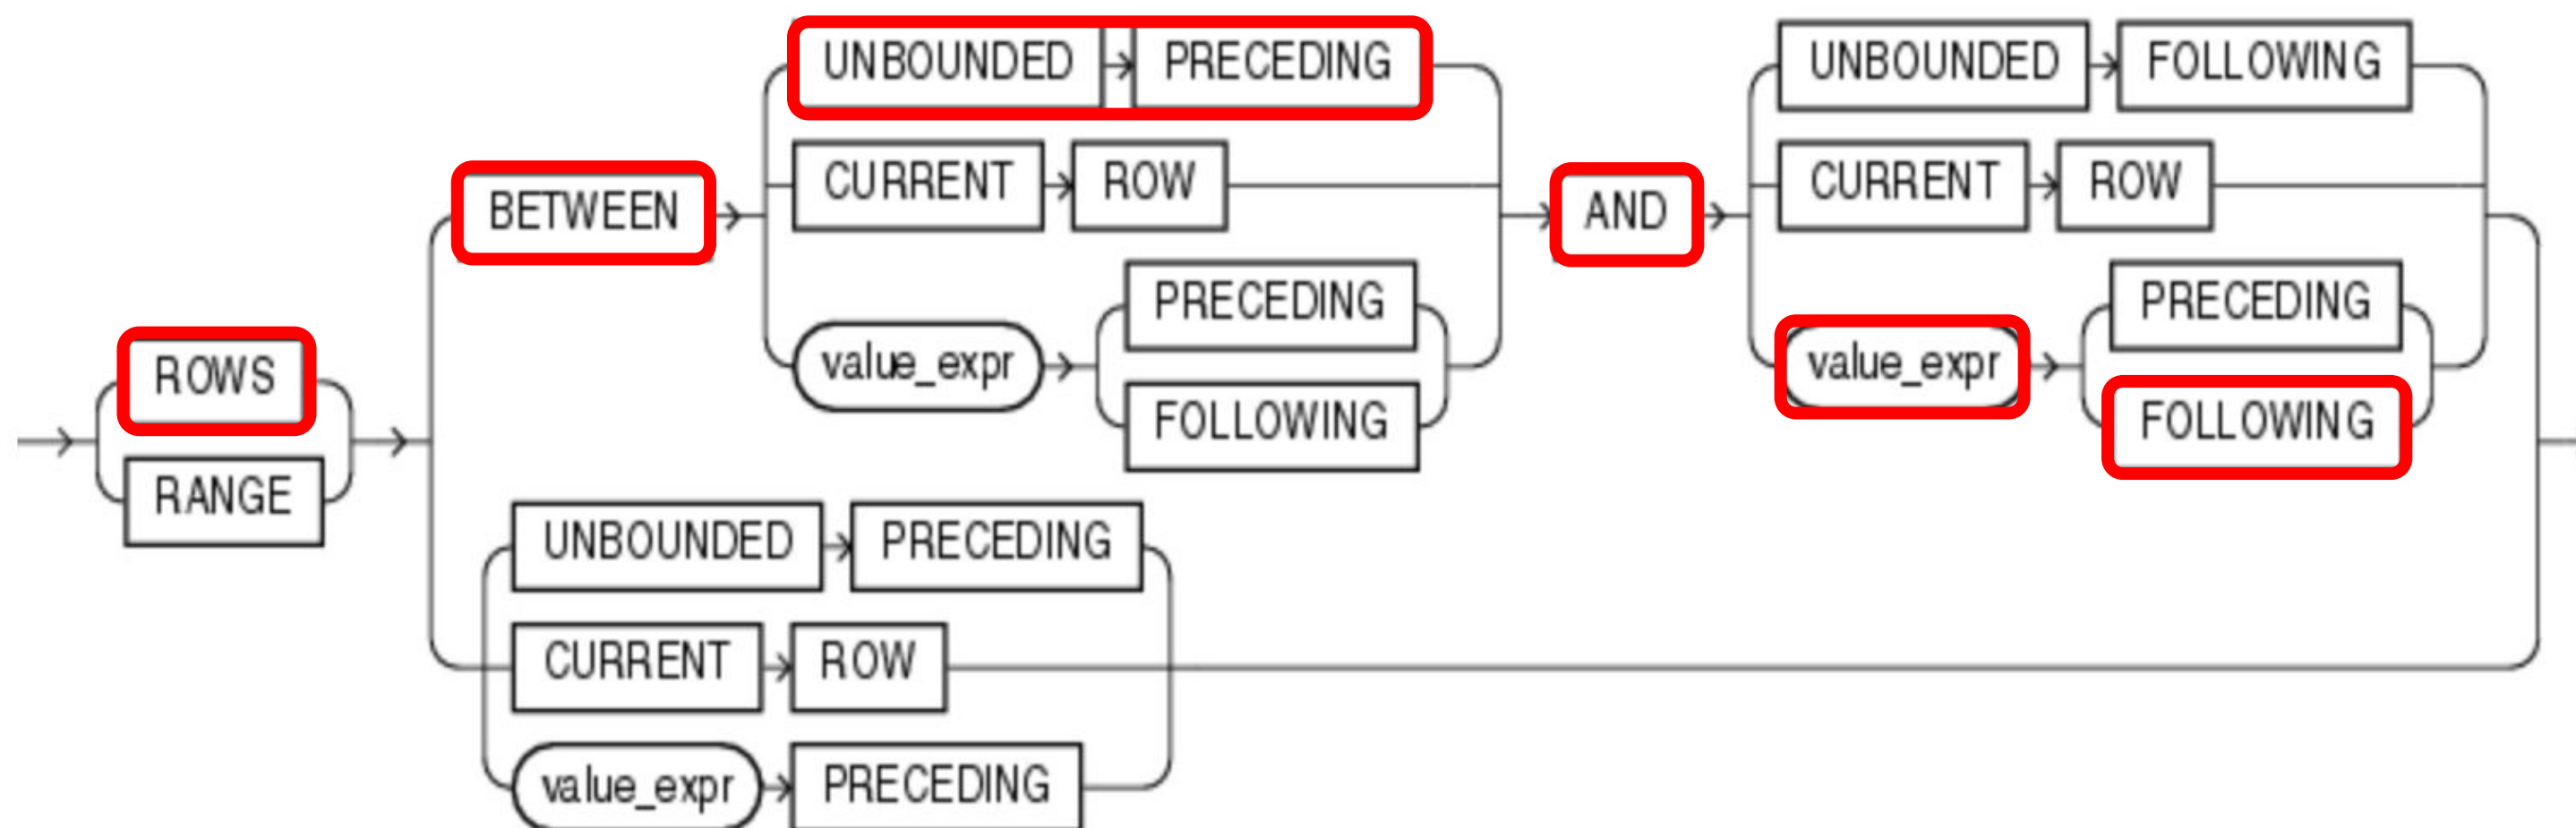 UNBOUNDED PRECEDING UNBOUNDED FOLLOWING
CURRENT ROW CURRENT ROW
BETWEEN AND
PRECEDING PRECEDING
value_expr value_expr
ROWS FOLLOWING FOLLOWING
RANGE
UNBOUNDED PRECEDING
CURRENT ROW
value_expr PRECEDING